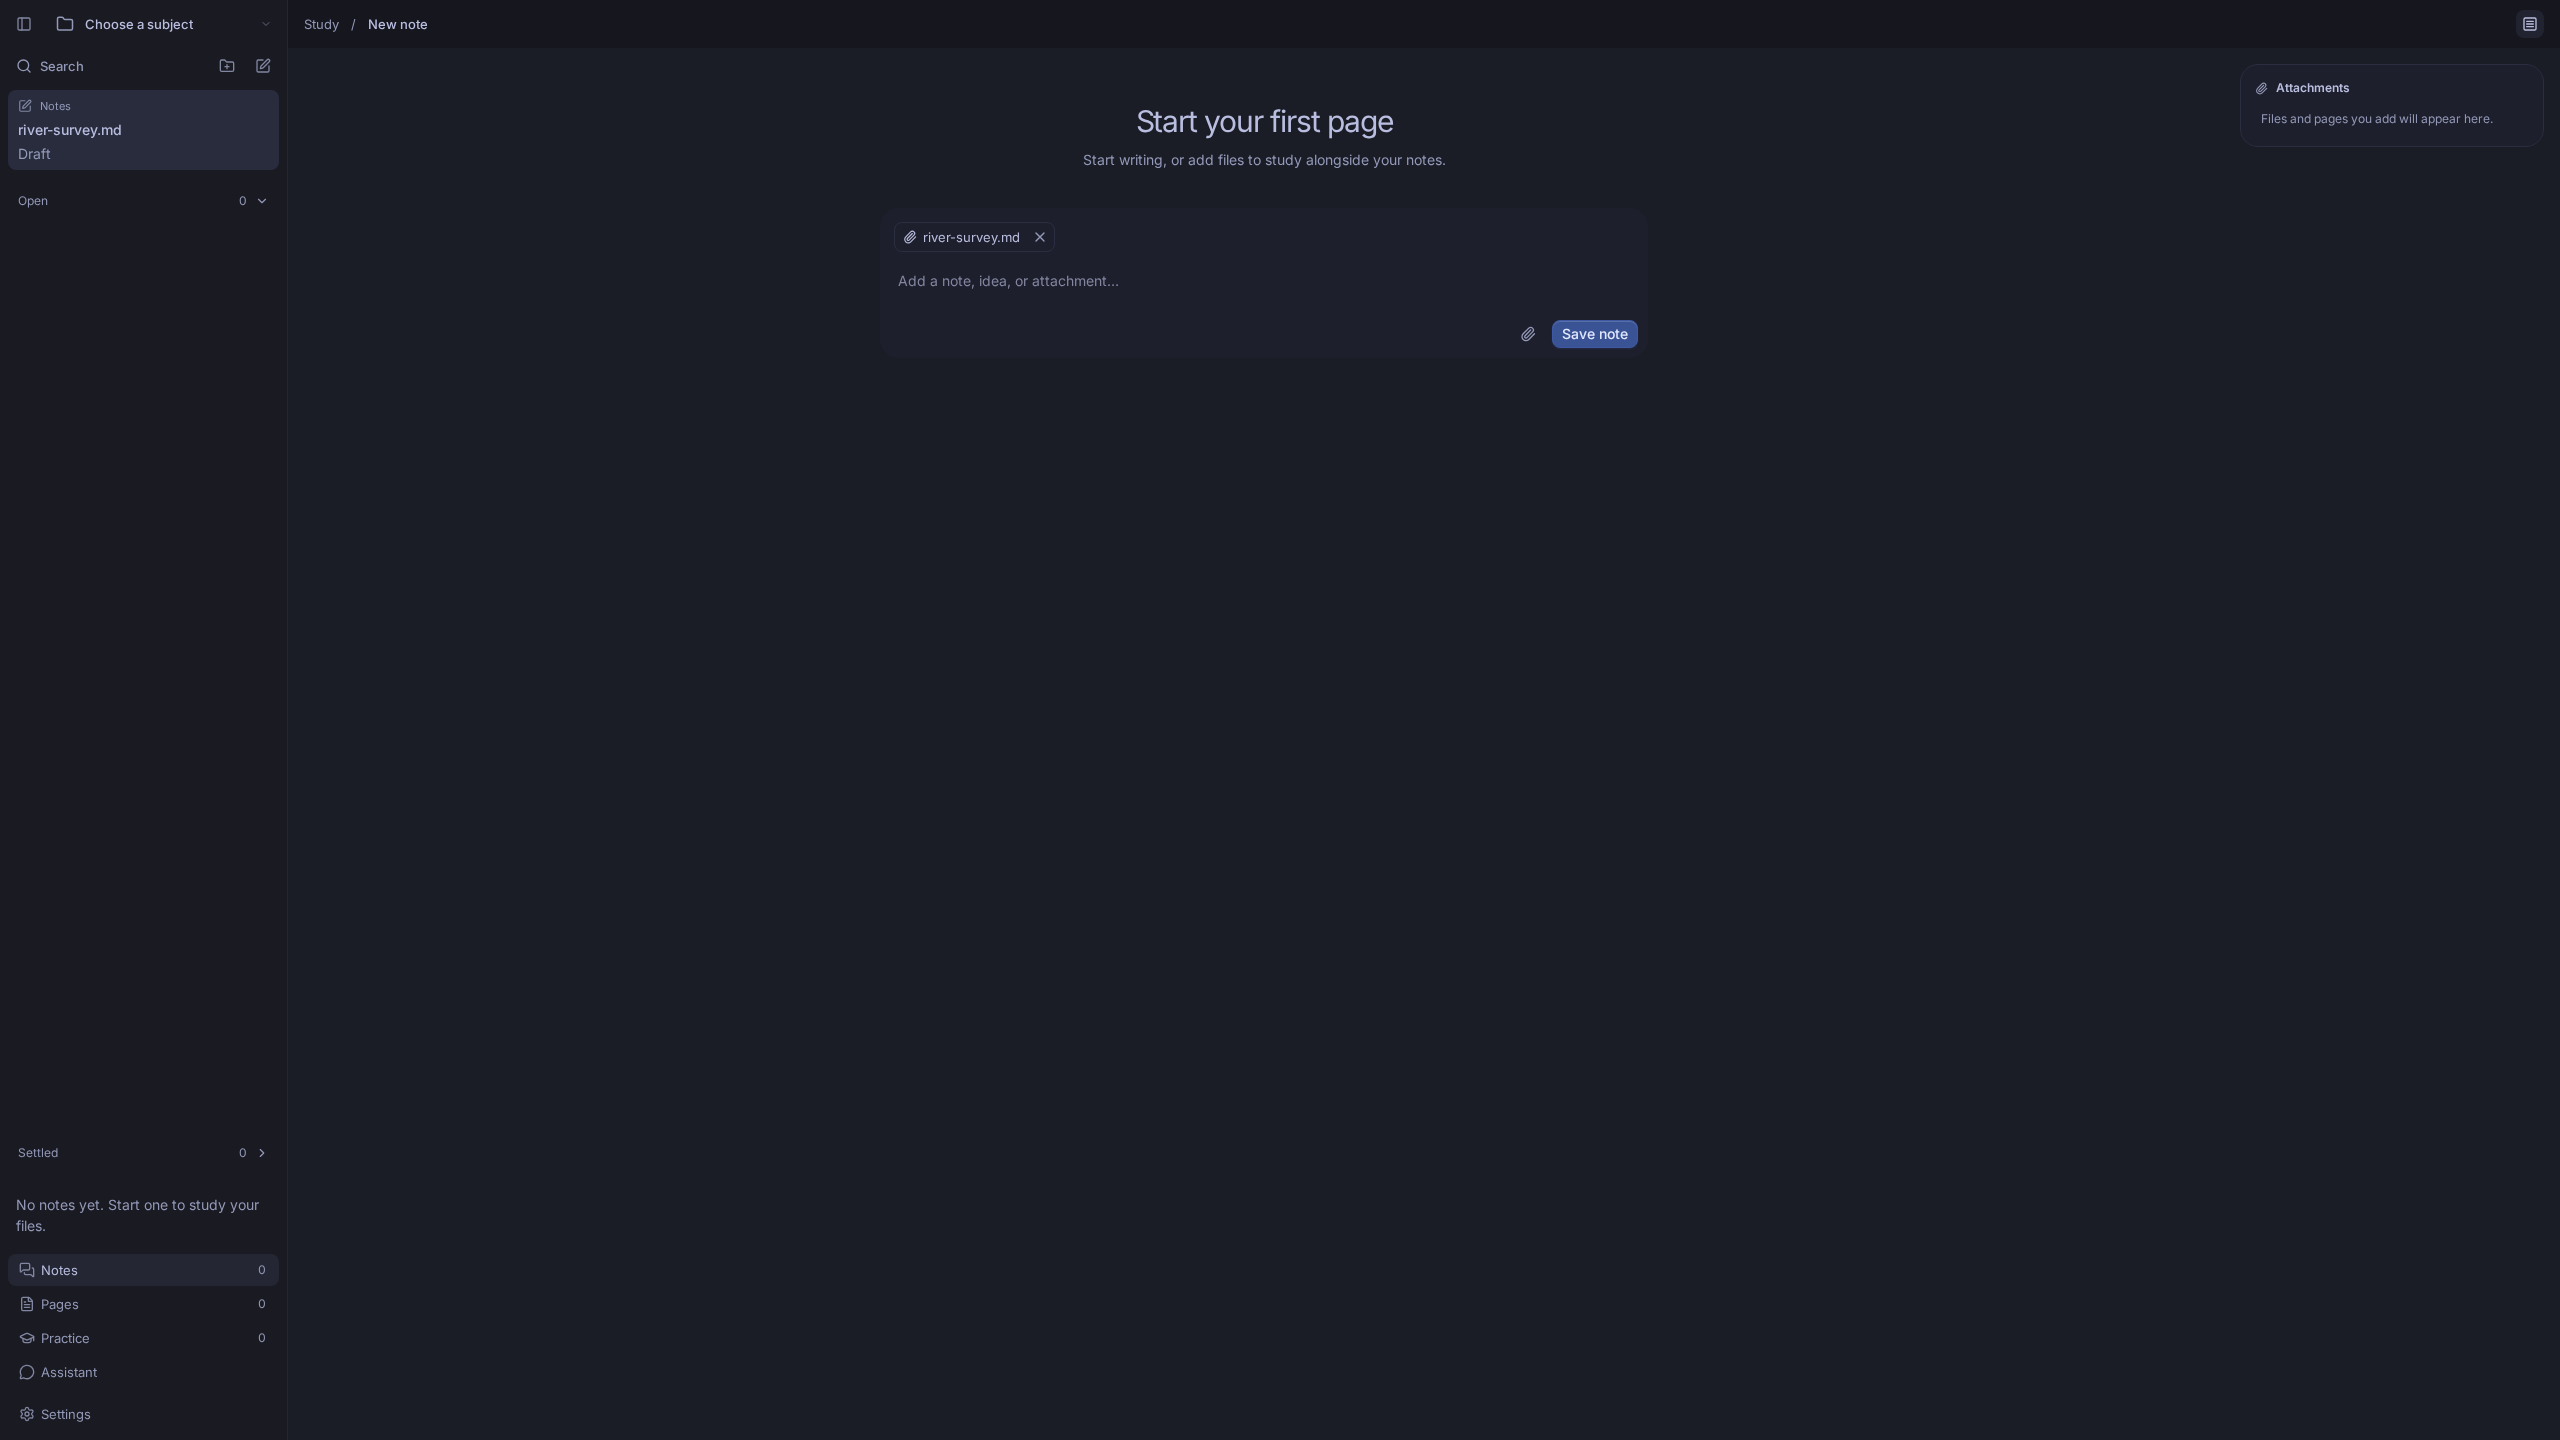 Choose a subject
Search
Notes
river-survey.md
Draft
Open 0
Settled 0
No notes yet. Start one to study your
files.
Notes 0
Pages 0
Practice 0
Assistant
Settings
Study / New note
Start your first page
Start writing, or add files to study alongside your notes.
river-survey.md
Add a note, idea, or attachment...
Save note
Attachments
Files and pages you add will appear here.